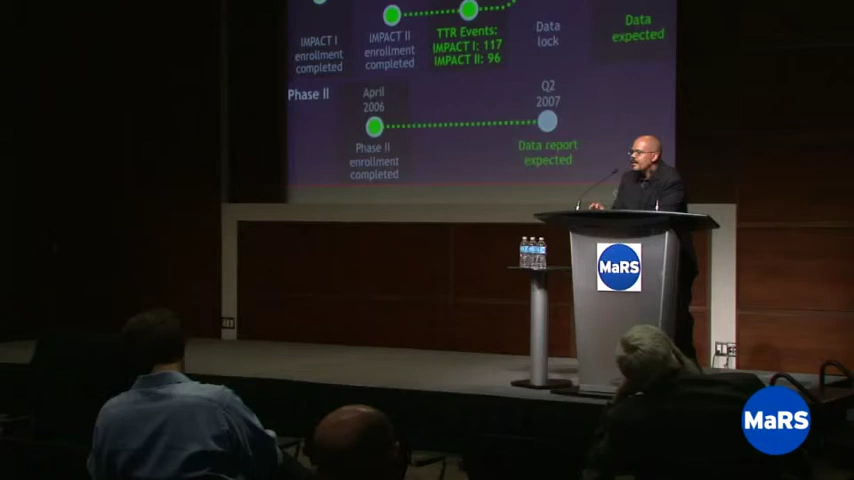 IMPACT I
enrollment
completed
IMPACT II
enrollment
completed
TTR Events:
IMPACT I: 117
IMPACT II: 96
Data
lock
Data
expected
Phase II
April
2006
Phase II
enrollment
completed
Q2
2007
Data report
expected
MaRS
MaRS